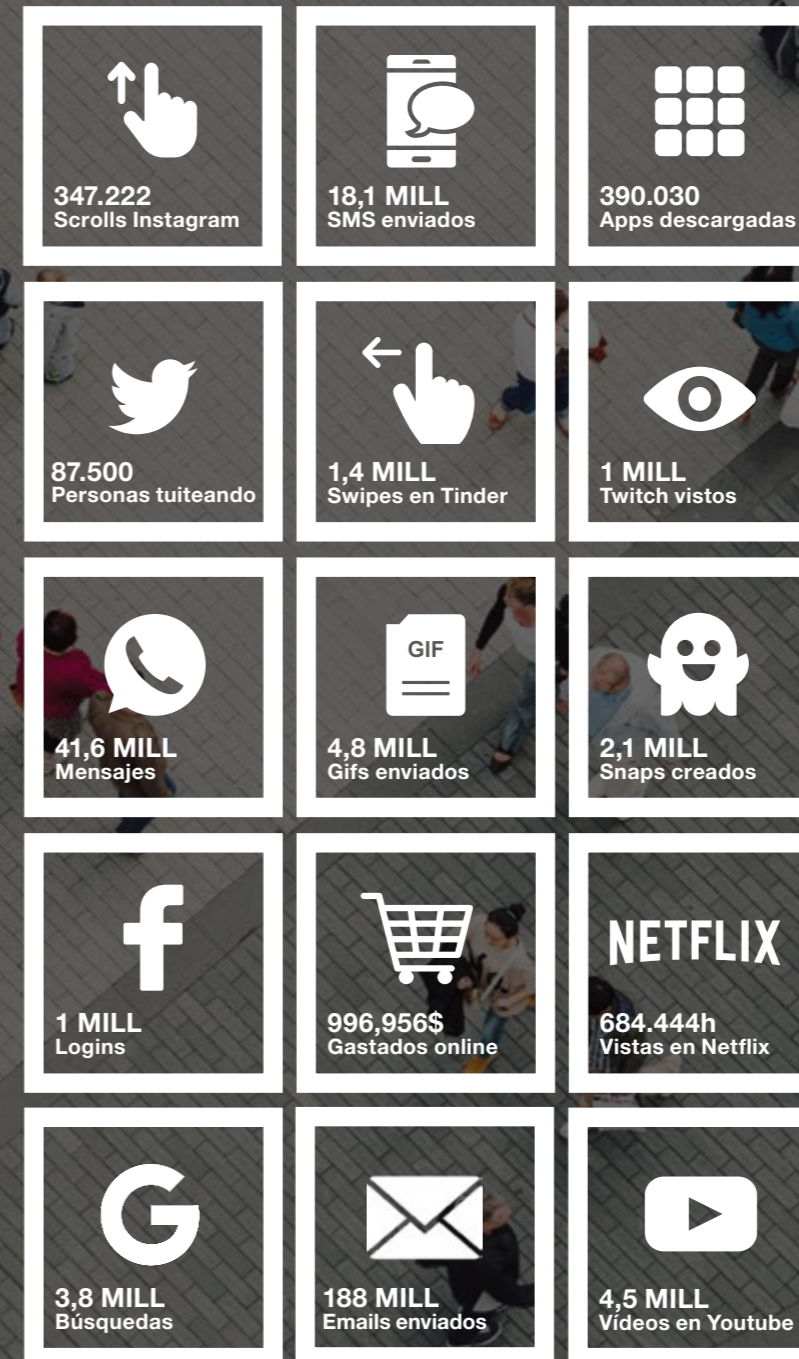 347.222
Scrolls Instagram
18,1 MILL
SMS enviados
390.030
Apps descargadas
87.500
Personas tuiteando
1,4 MILL
Swipes en Tinder
1 MILL
Twitch vistos
41,6 MILL
Mensajes
GIF
4,8 MILL
Gifs enviados
2,1 MILL
Snaps creados
1 MILL
Logins
996,956$
Gastados online
NETFLIX
684.444h
Vistas en Netflix
3,8 MILL
Búsquedas
188 MILL
Emails enviados
4,5 MILL
Vídeos en Youtube